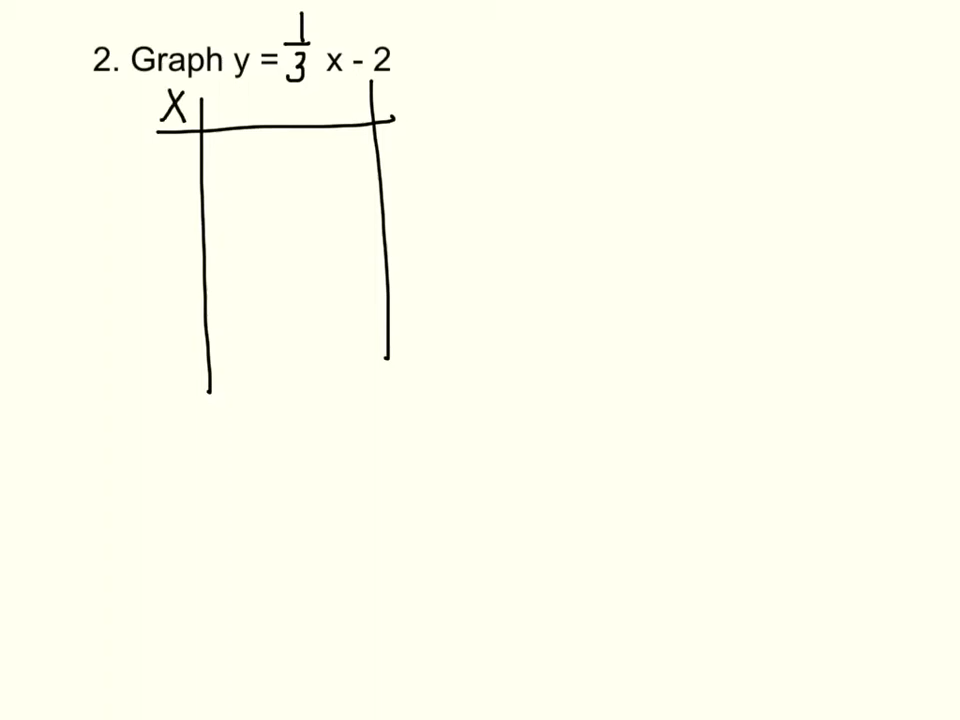 2. Graph y = 1/3 x - 2
X